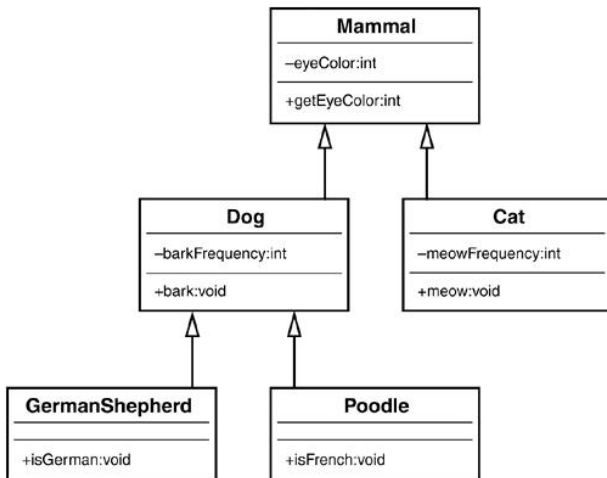 Mammal
–eyeColor:int
+getEyeColor:int
Dog
–barkFrequency:int
+bark:void
Cat
–meowFrequency:int
+meow:void
GermanShepherd
+isGerman:void
Poodle
+isFrench:void